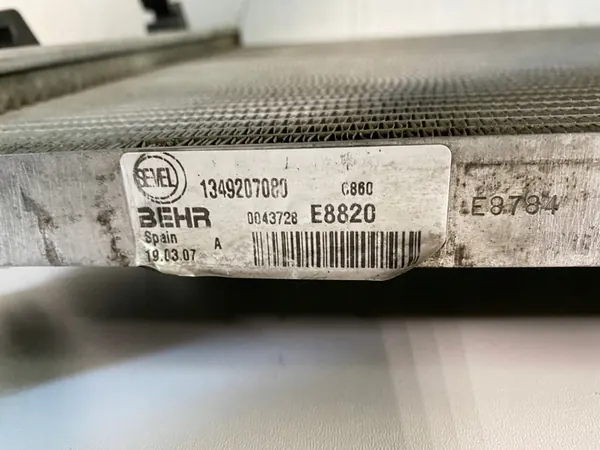 SEVEL
1349207080 C860
BEHR 0043728 E8820
Spain A
19.03.07
E8784